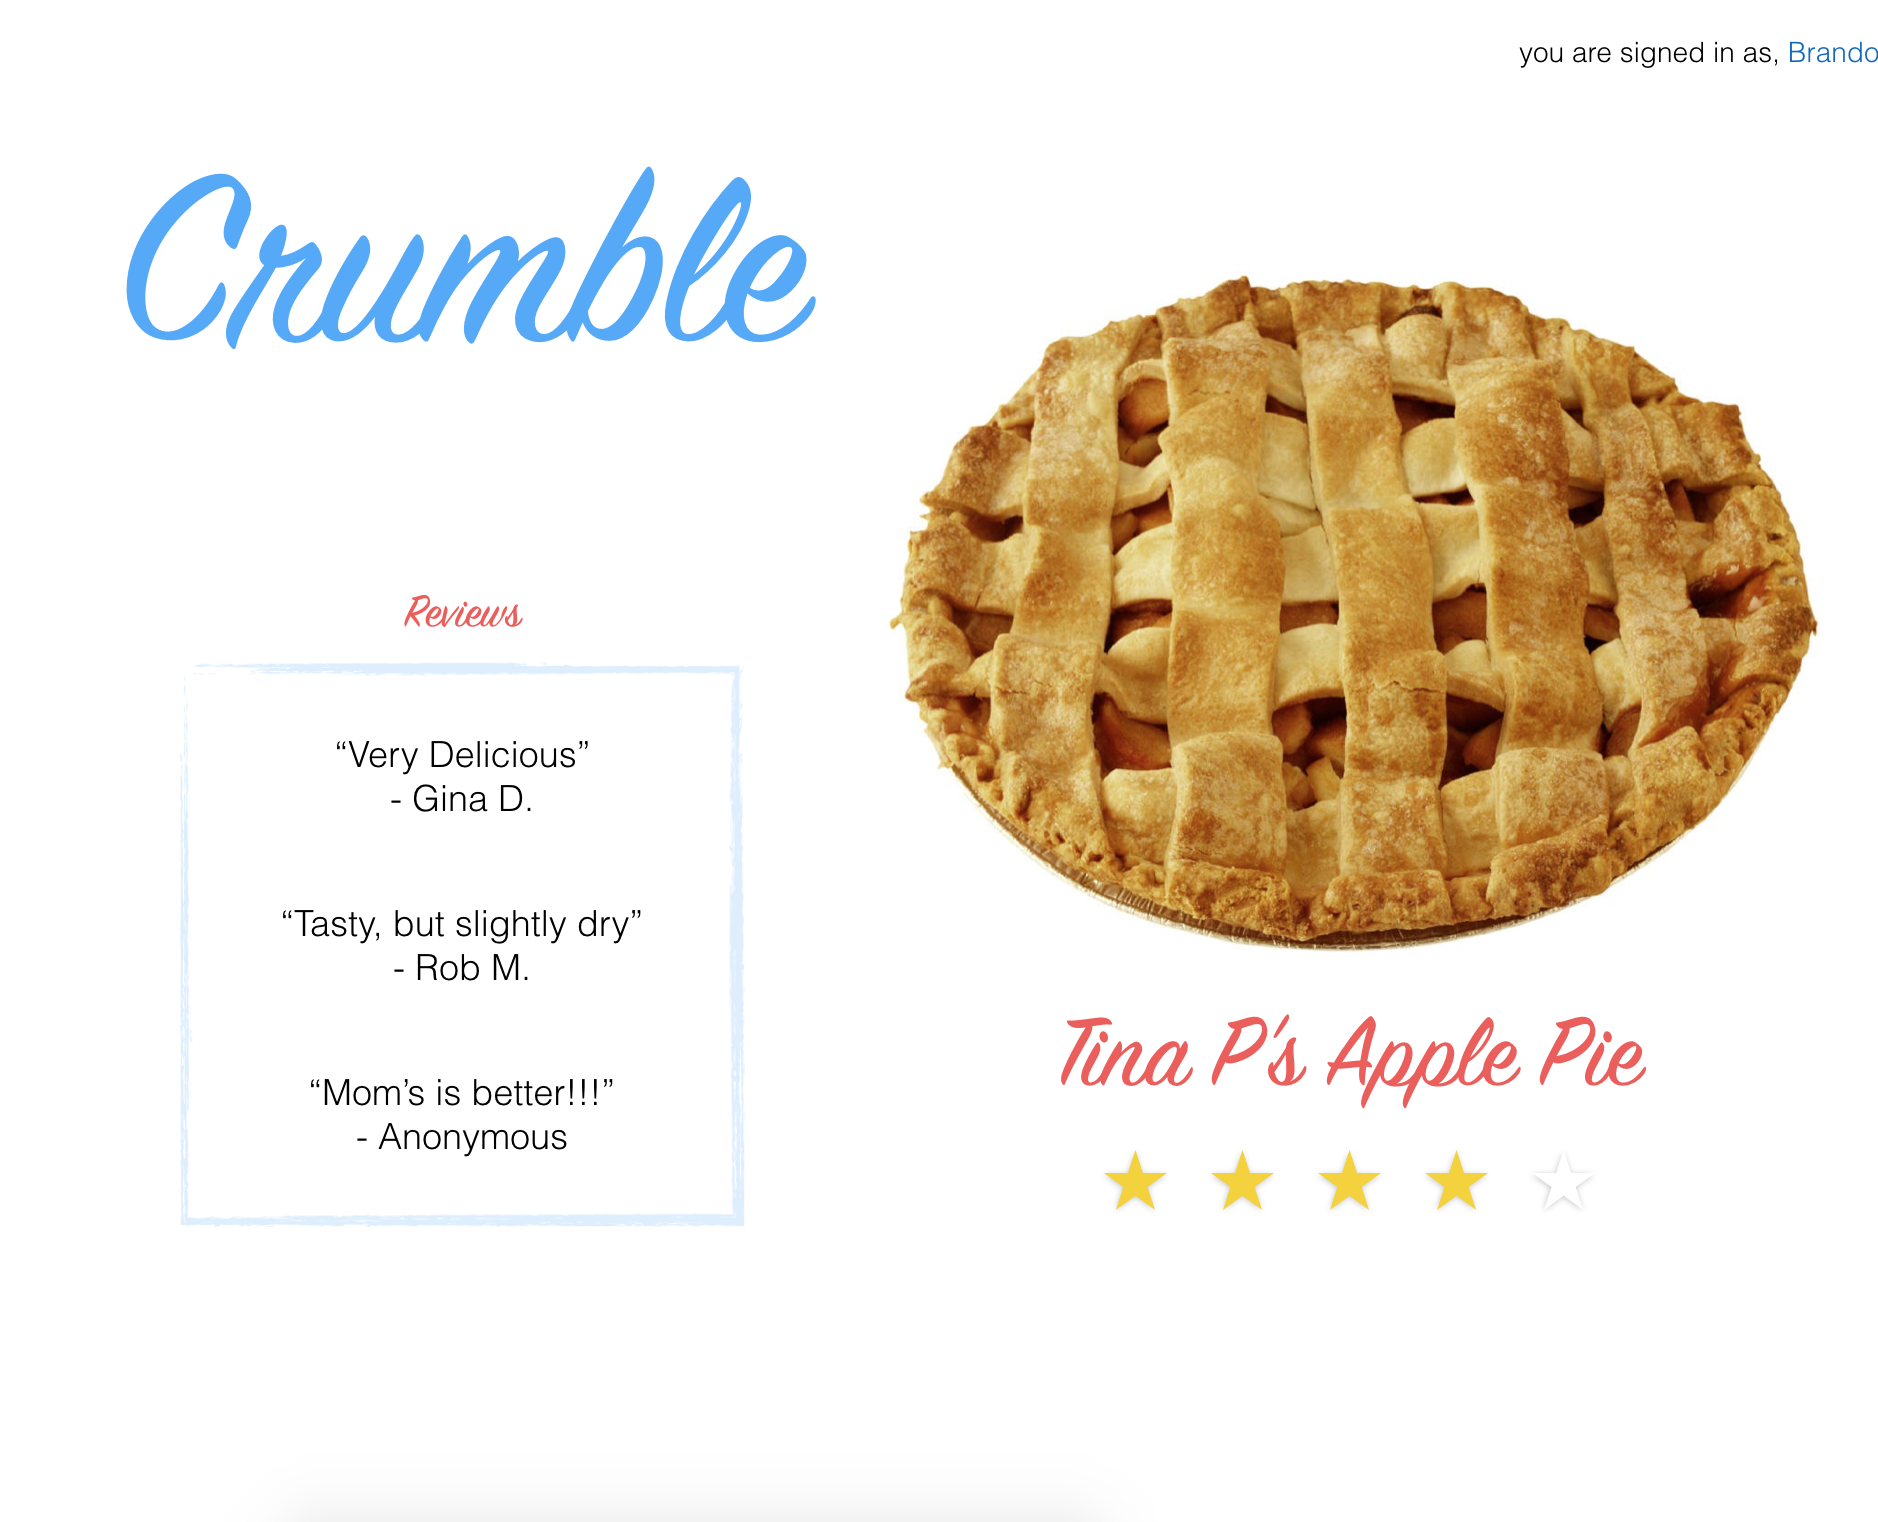 you are signed in as, Brando
Crumble
Reviews
“Very Delicious”
- Gina D.
“Tasty, but slightly dry”
- Rob M.
“Mom’s is better!!!”
- Anonymous
Tina P's Apple Pie